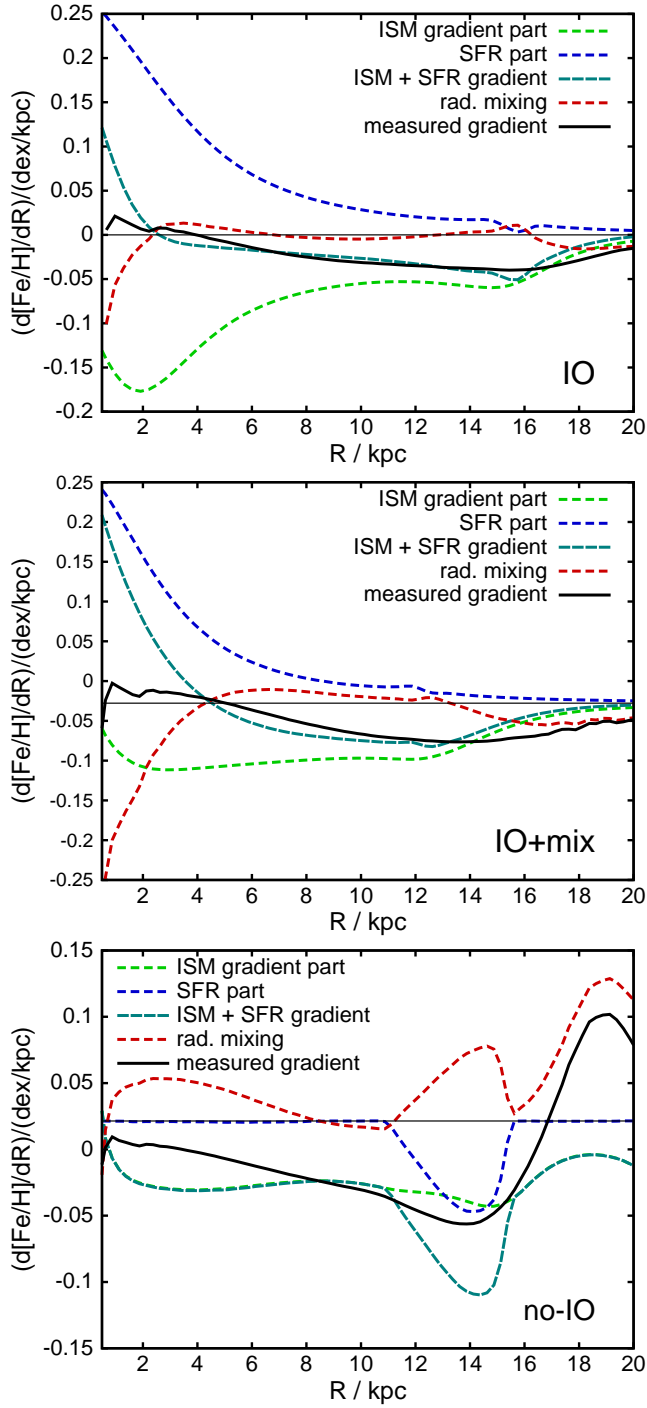 ISM gradient part
SFR part
ISM + SFR gradient
rad. mixing
measured gradient
(d[Fe/H]/dR)/(dex/kpc)
0.25
0.2
0.15
0.1
0.05
0
-0.05
-0.1
-0.15
-0.2
IO
2 4 6 8 10 12 14 16 18 20
R / kpc
ISM gradient part
SFR part
ISM + SFR gradient
rad. mixing
measured gradient
(d[Fe/H]/dR)/(dex/kpc)
0.25
0.2
0.15
0.1
0.05
0
-0.05
-0.1
-0.15
-0.2
-0.25
IO+mix
2 4 6 8 10 12 14 16 18 20
R / kpc
ISM gradient part
SFR part
ISM + SFR gradient
rad. mixing
measured gradient
(d[Fe/H]/dR)/(dex/kpc)
0.15
0.1
0.05
0
-0.05
-0.1
-0.15
no-IO
2 4 6 8 10 12 14 16 18 20
R / kpc